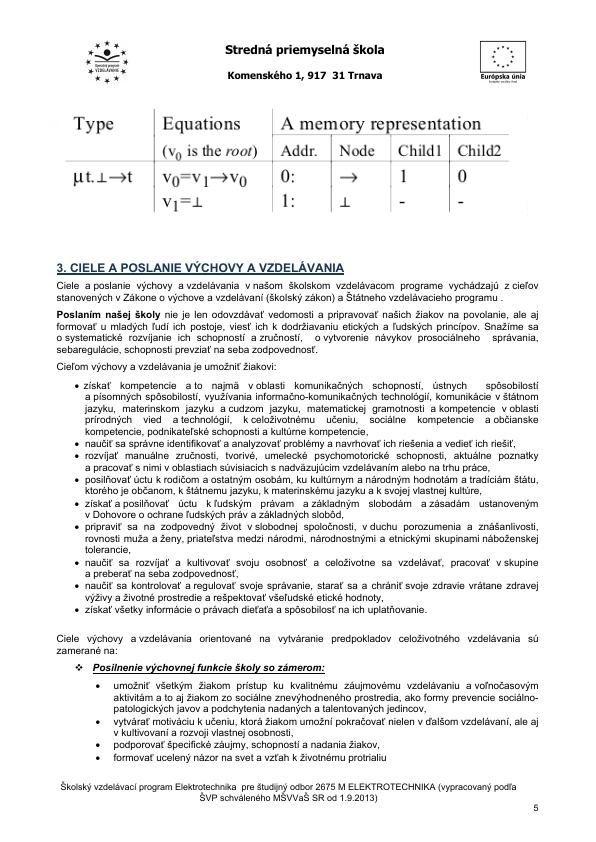 Stredná priemyselná škola
Komenského 1, 917 31 Trnava
VZDELÁVANIE
Európska únia
Type Equations A memory representation
(v0 is the root) Addr. Node Child1 Child2
μt.⊥→t v0=v1→v0 0: → 1 0
v1=⊥ 1: ⊥ - -
3. CIELE A POSLANIE VÝCHOVY A VZDELÁVANIA
Ciele a poslanie výchovy a vzdelávania v našom školskom vzdelávacom programe vychádzajú z cieľov
stanovených v Zákone o výchove a vzdelávaní (školský zákon) a Štátneho vzdelávacieho programu .
Poslaním našej školy nie je len odovzdávať vedomosti a pripravovať našich žiakov na povolanie, ale aj
formovať u mladých ľudí ich postoje, viesť ich k dodržiavaniu etických a ľudských princípov. Snažíme sa
o systematické rozvíjanie ich schopností a zručností, o vytvorenie návykov prosociálneho správania,
sebaregulácie, schopnosti prevziať na seba zodpovednosť.
Cieľom výchovy a vzdelávania je umožniť žiakovi:
• získať kompetencie a to najmä v oblasti komunikačných schopností, ústnych spôsobilostí
a písomných spôsobilostí, využívania informačno-komunikačných technológií, komunikácie v štátnom
jazyku, materinskom jazyku a cudzom jazyku, matematickej gramotnosti a kompetencie v oblasti
prírodných vied a technológií, k celoživotnému učeniu, sociálne kompetencie a občianske
kompetencie, podnikateľské schopnosti a kultúrne kompetencie,
• naučiť sa správne identifikovať a analyzovať problémy a navrhovať ich riešenia a vedieť ich riešiť,
• rozvíjať manuálne zručnosti, tvorivé, umelecké psychomotorické schopnosti, aktuálne poznatky
a pracovať s nimi v oblastiach súvisiacich s nadväzujúcim vzdelávaním alebo na trhu práce,
• posilňovať úctu k rodičom a ostatným osobám, ku kultúrnym a národným hodnotám a tradíciám štátu,
ktorého je občanom, k štátnemu jazyku, k materinskému jazyku a k svojej vlastnej kultúre,
• získať a posilňovať úctu k ľudským právam a základným slobodám a zásadám ustanoveným
v Dohovore o ochrane ľudských práv a základných slobôd,
• pripraviť sa na zodpovedný život v slobodnej spoločnosti, v duchu porozumenia a znášanlivosti,
rovnosti muža a ženy, priateľstva medzi národmi, národnostnými a etnickými skupinami náboženskej
tolerancie,
• naučiť sa rozvíjať a kultivovať svoju osobnosť a celoživotne sa vzdelávať, pracovať v skupine
a preberať na seba zodpovednosť,
• naučiť sa kontrolovať a regulovať svoje správanie, starať sa a chrániť svoje zdravie vrátane zdravej
výživy a životné prostredie a rešpektovať všeľudské etické hodnoty,
• získať všetky informácie o právach dieťaťa a spôsobilosť na ich uplatňovanie.
Ciele výchovy a vzdelávania orientované na vytváranie predpokladov celoživotného vzdelávania sú
zamerané na:
❖ Posilnenie výchovnej funkcie školy so zámerom:
• umožniť všetkým žiakom prístup ku kvalitnému záujmovému vzdelávaniu a voľnočasovým
aktivitám a to aj žiakom zo sociálne znevýhodneného prostredia, ako formy prevencie sociálno-
patologických javov a podchytenia nadaných a talentovaných jedincov,
• vytvárať motiváciu k učeniu, ktorá žiakom umožní pokračovať nielen v ďalšom vzdelávaní, ale aj
v kultivovaní a rozvoji vlastnej osobnosti,
• podporovať špecifické záujmy, schopnosti a nadania žiakov,
• formovať ucelený názor na svet a vzťah k životnému protrialiu
Školský vzdelávací program Elektrotechnika pre študijný odbor 2675 M ELEKTROTECHNIKA (vypracovaný podľa
ŠVP schváleného MŠVVaŠ SR od 1.9.2013)
5